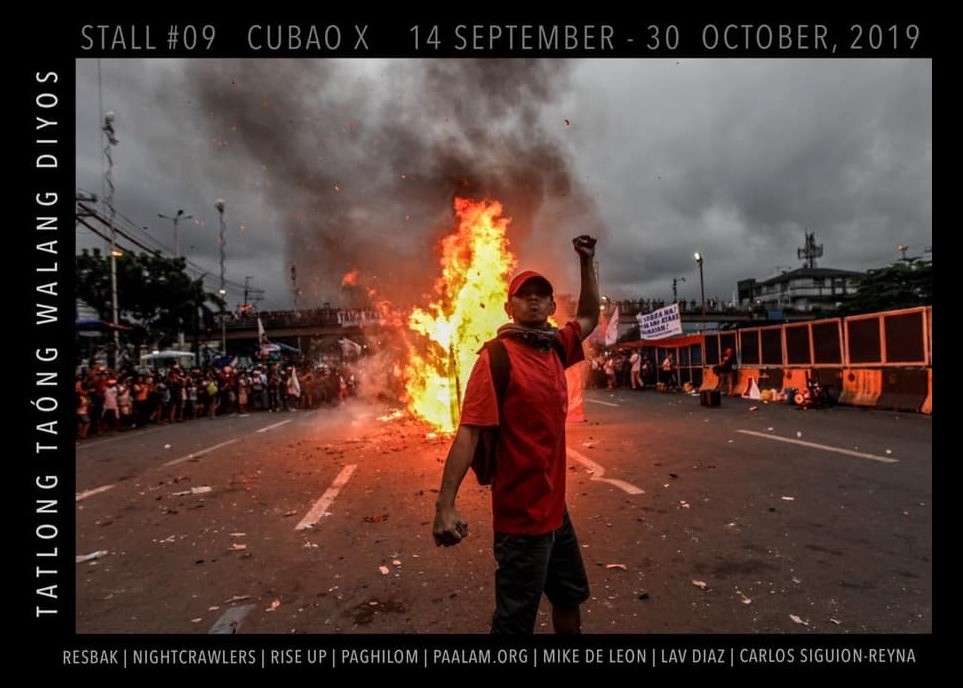 STALL #09 CUBAO X 14 SEPTEMBER - 30 OCTOBER, 2019
TATLONG TAÓNG WALANG DIYOS
RESBAK | NIGHTCRAWLERS | RISE UP | PAGHILOM | PAALAM.ORG | MIKE DE LEON | LAV DIAZ | CARLOS SIGUION-REYNA